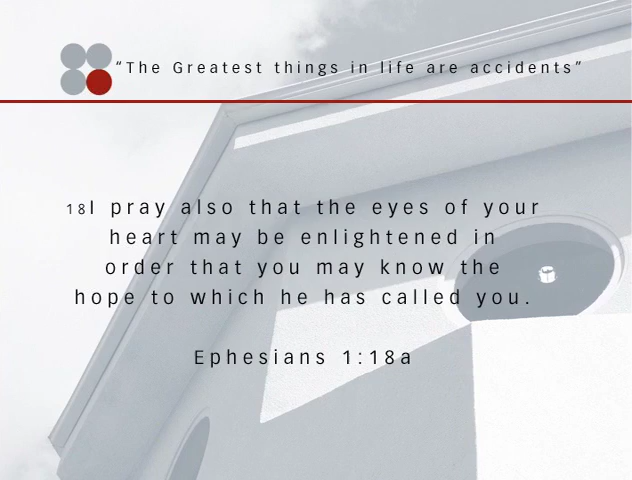 “The Greatest things in life are accidents”
18I pray also that the eyes of your
heart may be enlightened in
order that you may know the
hope to which he has called you.
Ephesians 1:18a